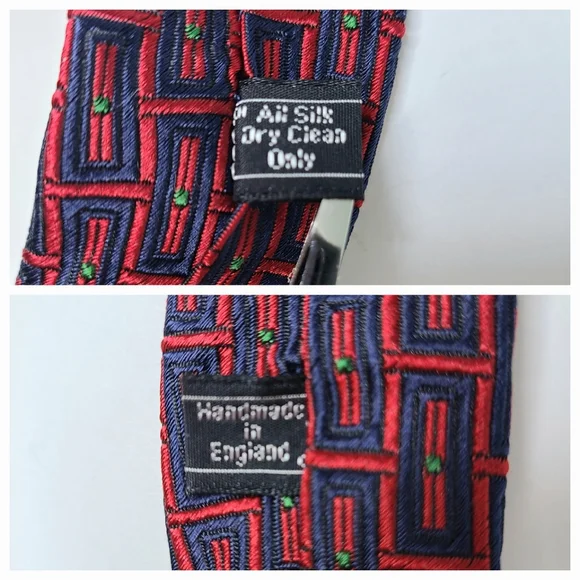 All Silk
Dry Clean
Only
Handmade
in
England